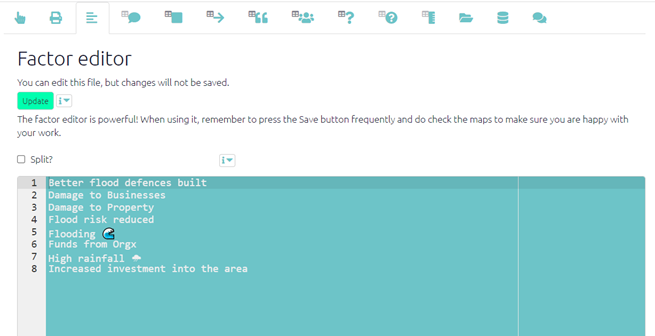 Factor editor
You can edit this file, but changes will not be saved.
Update
The factor editor is powerful! When using it, remember to press the Save button frequently and do check the maps to make sure you are happy with
your work.
Split?
1 Better flood defences built
2 Damage to Businesses
3 Damage to Property
4 Flood risk reduced
5 Flooding 🌊
6 Funds from Orgx
7 High rainfall 🌧
8 Increased investment into the area